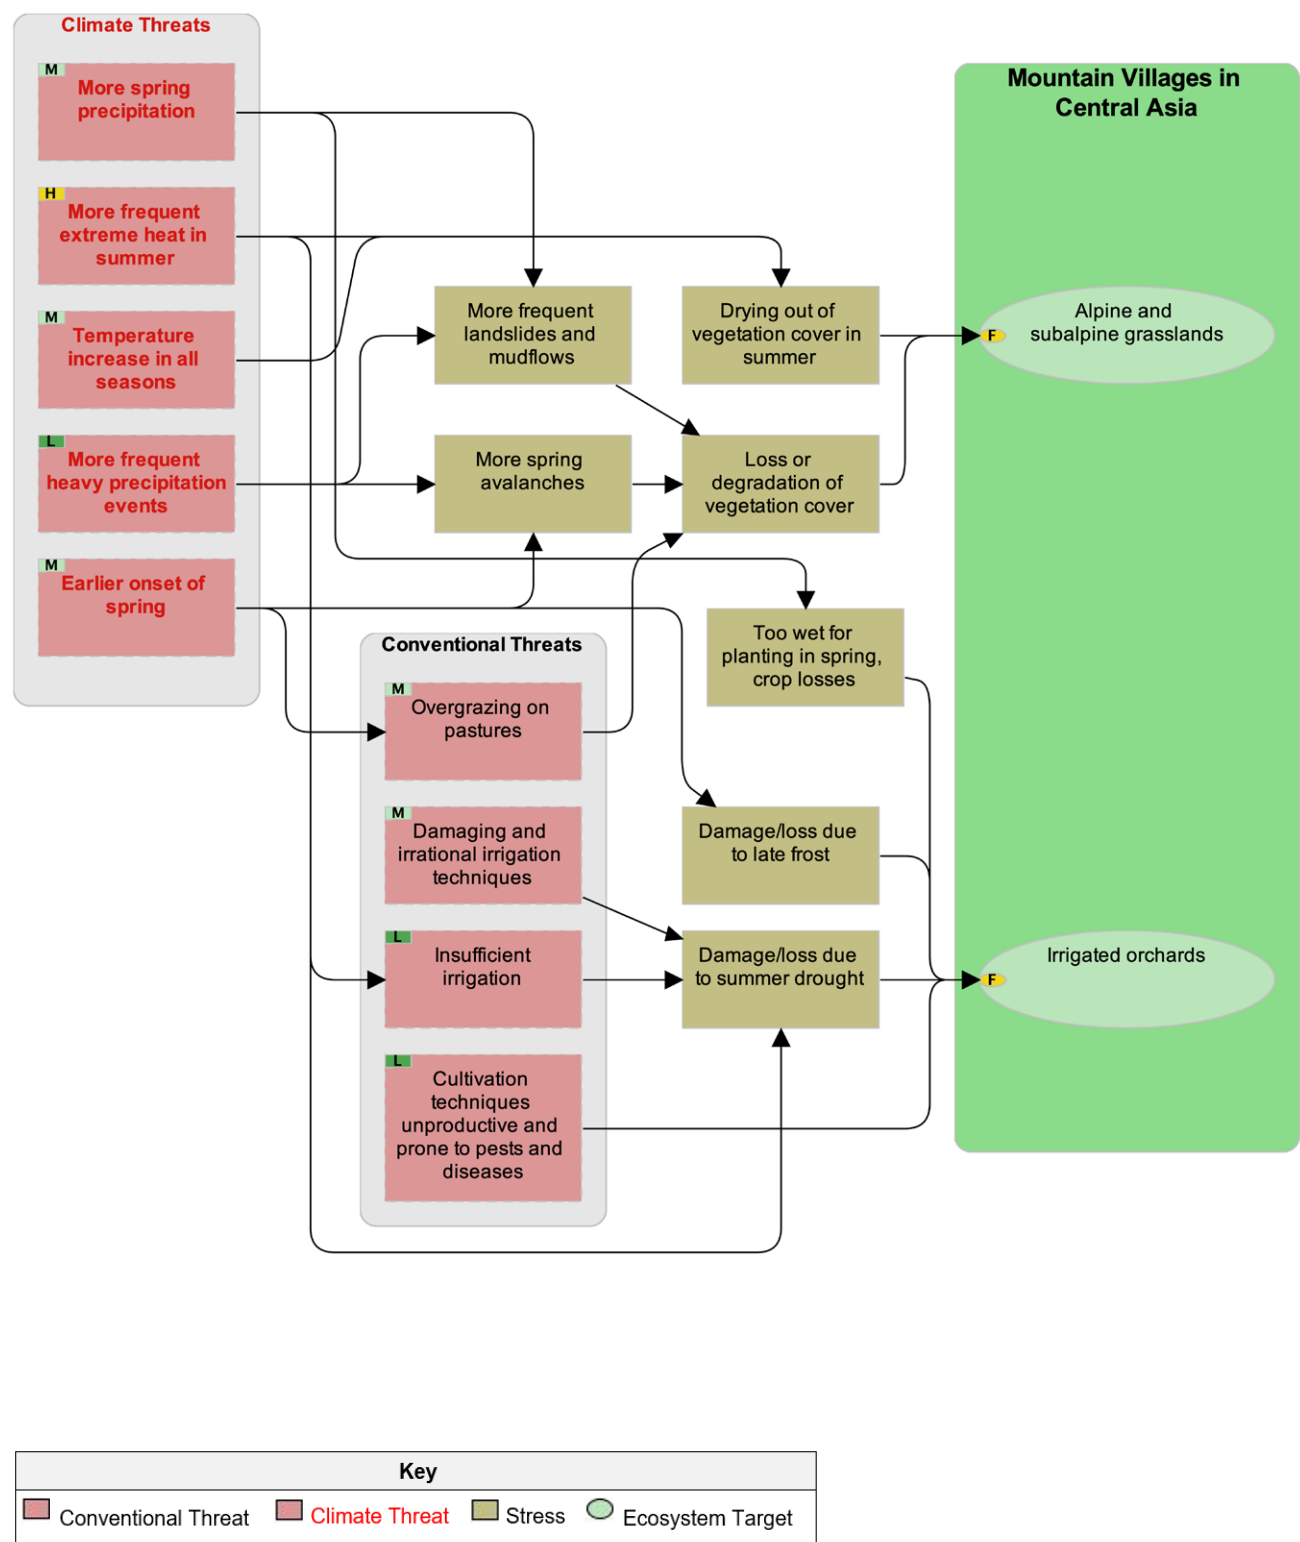 Climate Threats
M
More spring
precipitation
H
More frequent
extreme heat in
summer
M
Temperature
increase in all
seasons
L
More frequent
heavy precipitation
events
M
Earlier onset of
spring
More frequent
landslides and
mudflows
Drying out of
vegetation cover in
summer
More spring
avalanches
Loss or
degradation of
vegetation cover
Too wet for
planting in spring,
crop losses
Conventional Threats
M
Overgrazing on
pastures
M
Damaging and
irrational irrigation
techniques
L
Insufficient
irrigation
L
Cultivation
techniques
unproductive and
prone to pests and
diseases
Damage/loss due
to late frost
Damage/loss due
to summer drought
Mountain Villages in
Central Asia
Alpine and
subalpine grasslands
F
Irrigated orchards
F
Key
Conventional Threat
Climate Threat
Stress
Ecosystem Target